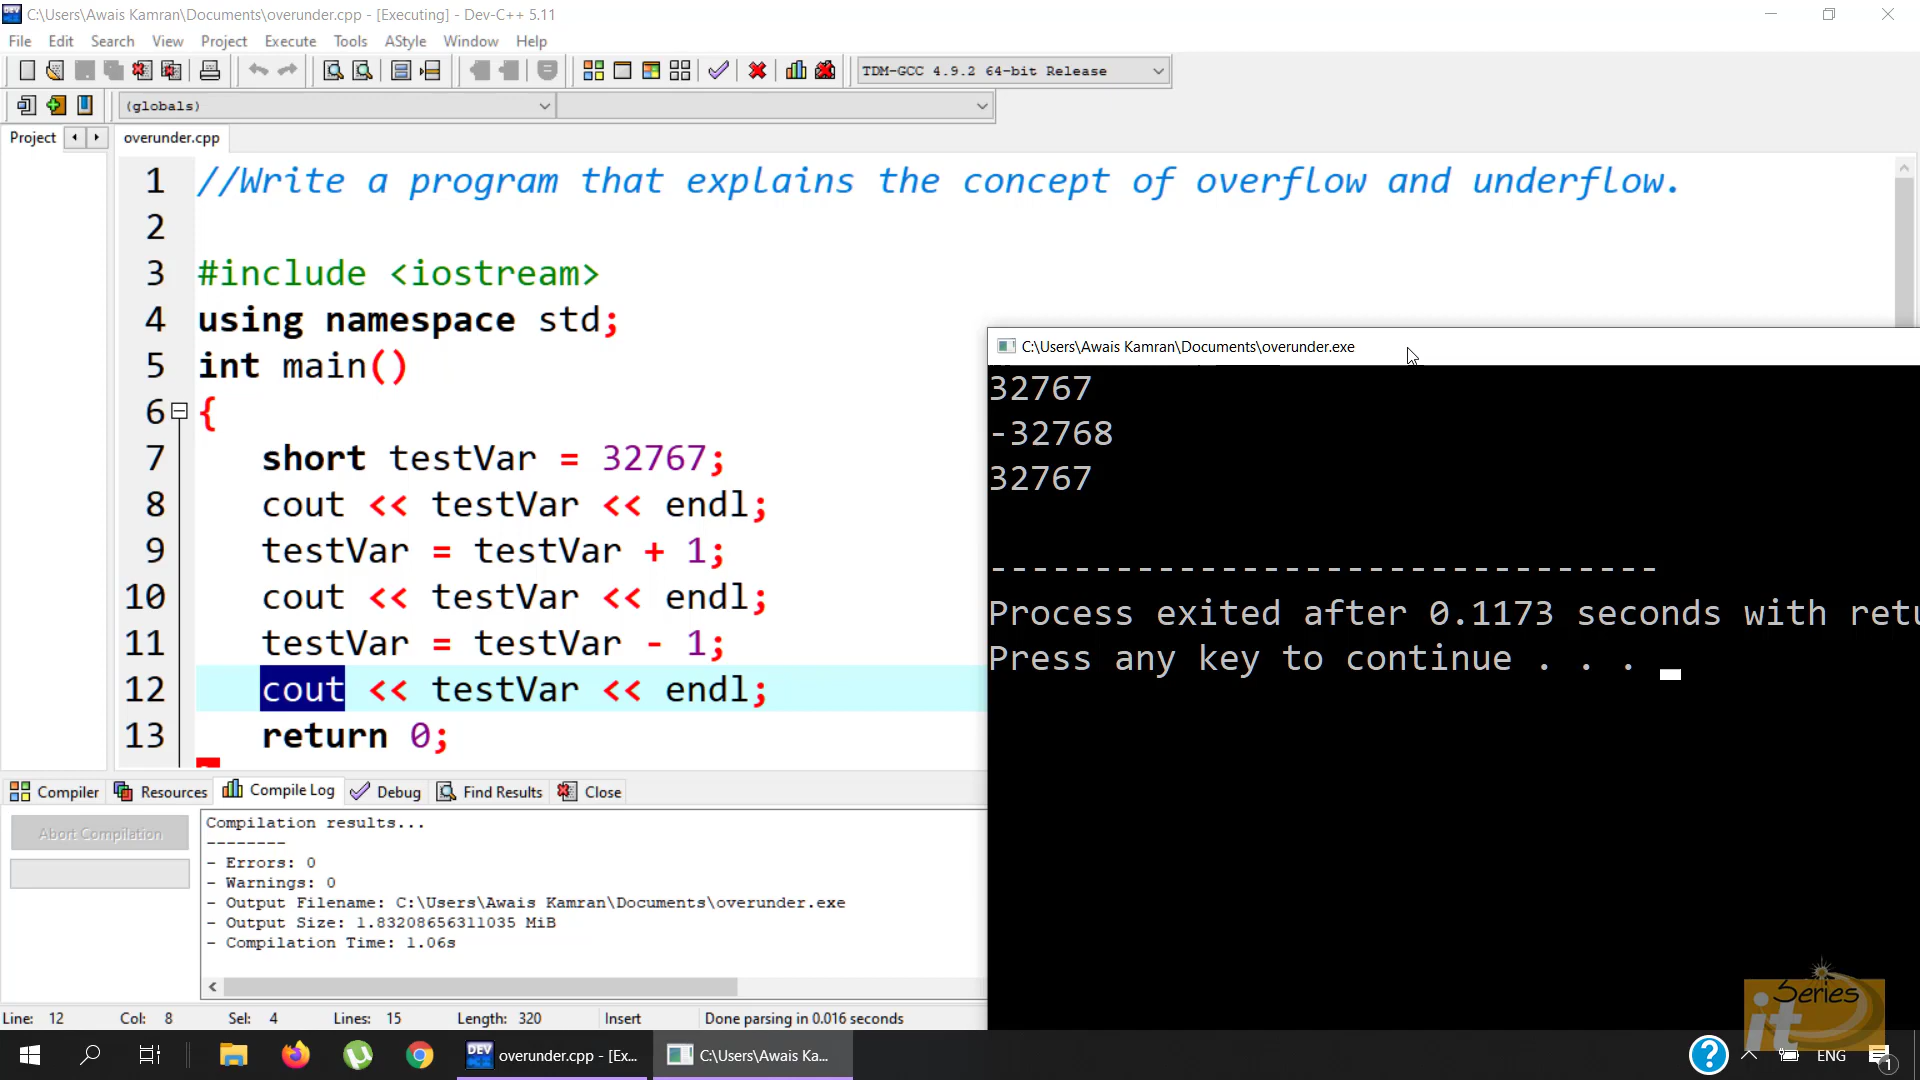 C:\Users\Awais Kamran\Documents\overunder.cpp - [Executing] - Dev-C++ 5.11
File Edit Search View Project Execute Tools AStyle Window Help
TDM-GCC 4.9.2 64-bit Release
(globals)
Project overunder.cpp
1 //Write a program that explains the concept of overflow and underflow.
2
3 #include <iostream>
4 using namespace std;
5 int main()
6 {
7 short testVar = 32767;
8 cout << testVar << endl;
9 testVar = testVar + 1;
10 cout << testVar << endl;
11 testVar = testVar - 1;
12 cout << testVar << endl;
13 return 0;
C:\Users\Awais Kamran\Documents\overunder.exe
32767
-32768
32767
--------------------------------
Process exited after 0.1173 seconds with retu
Press any key to continue . . .
Compiler Resources Compile Log Debug Find Results Close
Abort Compilation
Compilation results...
--------
- Errors: 0
- Warnings: 0
- Output Filename: C:\Users\Awais Kamran\Documents\overunder.exe
- Output Size: 1.83208656311035 MiB
- Compilation Time: 1.06s
Line: 12 Col: 8 Sel: 4 Lines: 15 Length: 320 Insert Done parsing in 0.016 seconds
it Series
DEV overunder.cpp - [Ex... C:\Users\Awais Ka... ? ENG 1